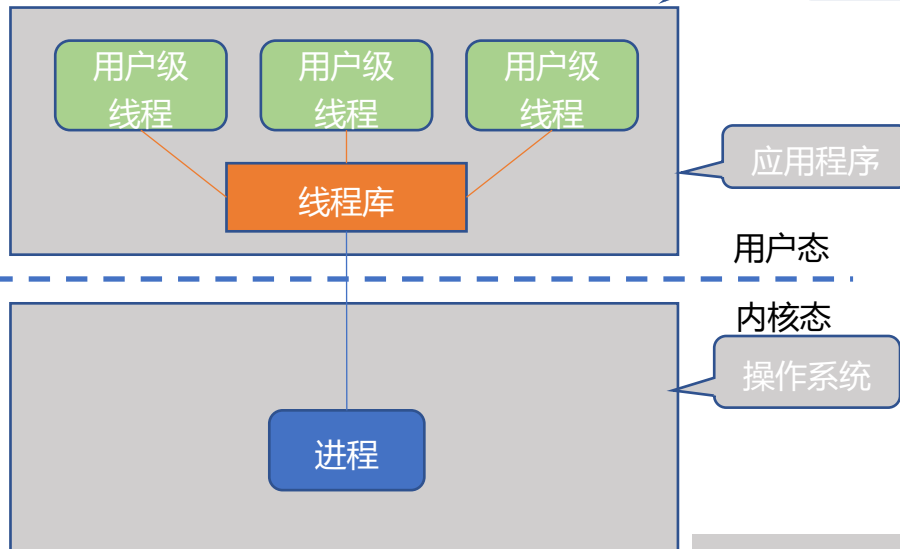 用户级
线程
用户级
线程
用户级
线程
应用程序
线程库
用户态
内核态
操作系统
进程